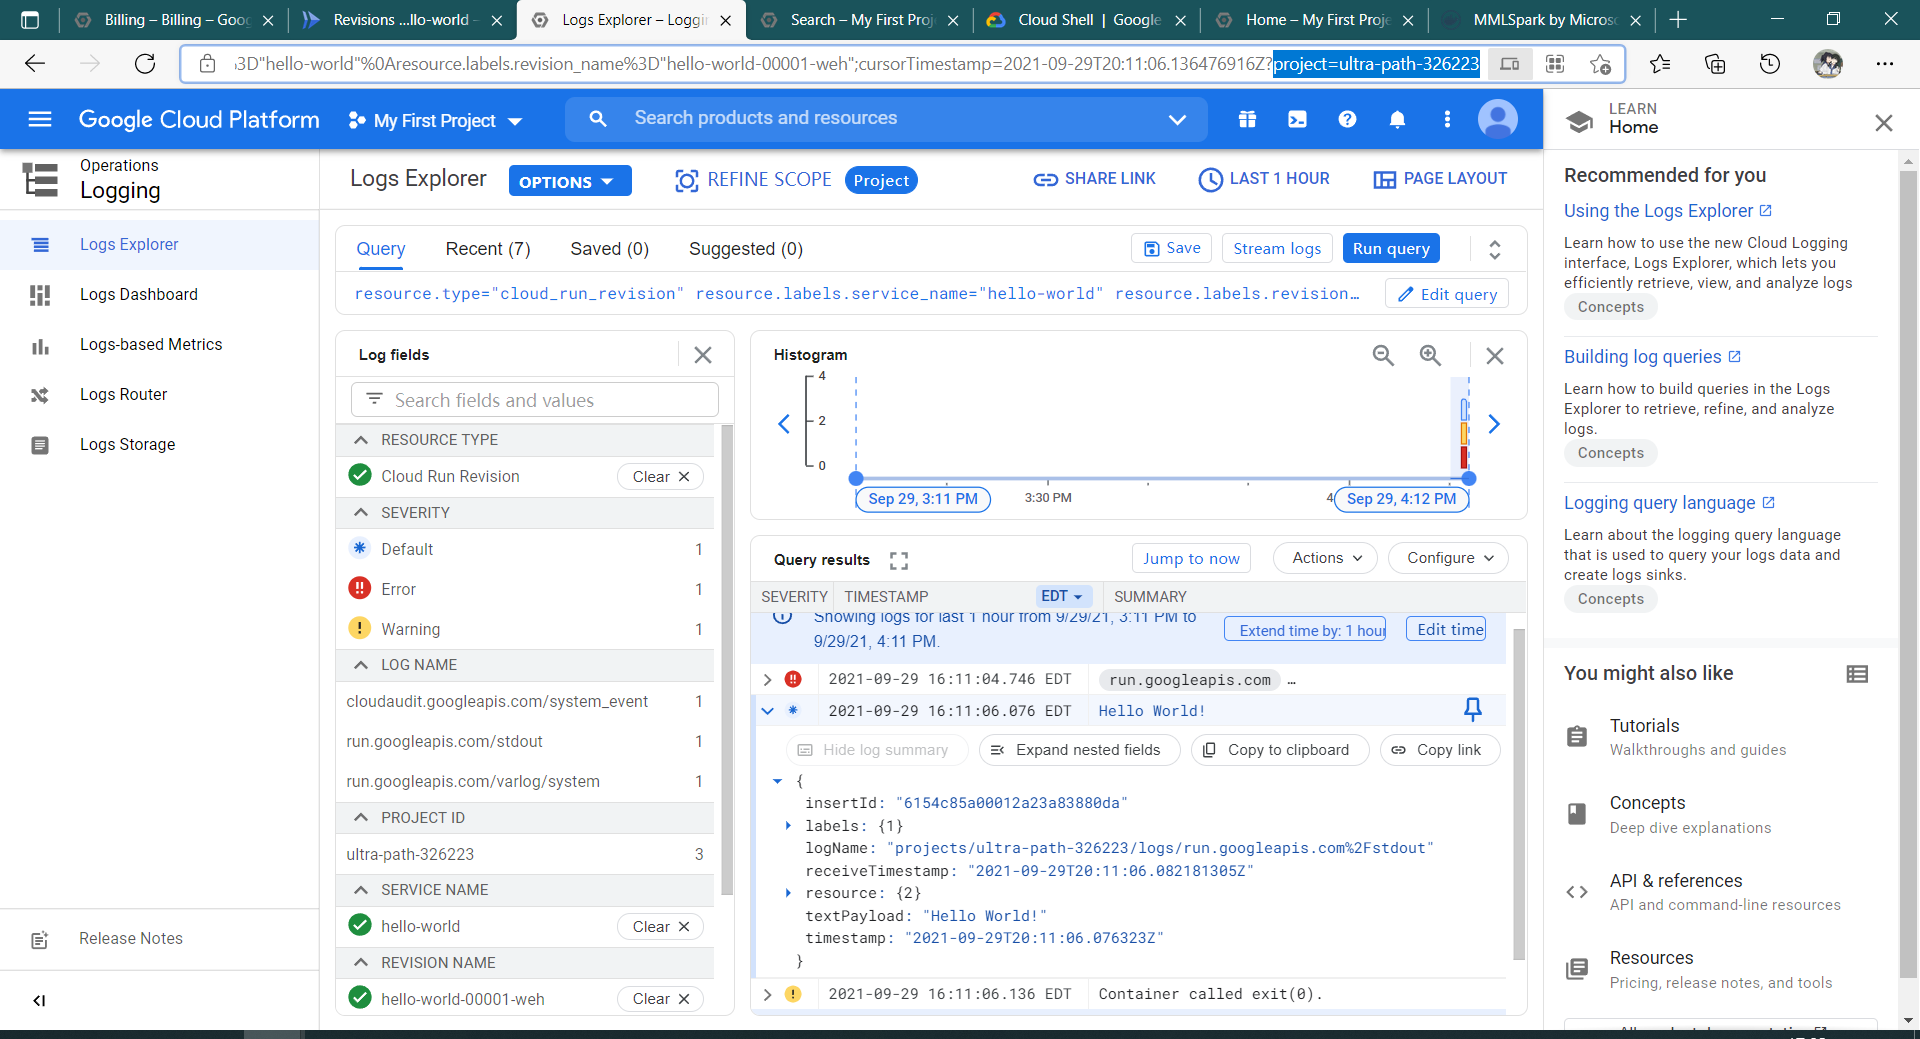 Billing – Billing – Goog
Revisions ...llo-world –
Logs Explorer – Loggin
Search – My First Proj
Cloud Shell | Google
Home – My First Proje
MMLSpark by Micros
ɜD"hello-world"%0Aresource.labels.revision_name%3D"hello-world-00001-weh";cursorTimestamp=2021-09-29T20:11:06.136476916Z?project=ultra-path-326223
Google Cloud Platform
My First Project
Search products and resources
LEARN
Home
Operations
Logging
Logs Explorer
OPTIONS
REFINE SCOPE
Project
SHARE LINK
LAST 1 HOUR
PAGE LAYOUT
Logs Explorer
Logs Dashboard
Logs-based Metrics
Logs Router
Logs Storage
Release Notes
Query
Recent (7)
Saved (0)
Suggested (0)
Save
Stream logs
Run query
resource.type="cloud_run_revision" resource.labels.service_name="hello-world" resource.labels.revision…
Edit query
Log fields
Search fields and values
RESOURCE TYPE
Cloud Run Revision
Clear
SEVERITY
Default 1
Error 1
Warning 1
LOG NAME
cloudaudit.googleapis.com/system_event 1
run.googleapis.com/stdout 1
run.googleapis.com/varlog/system 1
PROJECT ID
ultra-path-326223 3
SERVICE NAME
hello-world
Clear
REVISION NAME
hello-world-00001-weh
Clear
Histogram
4
2
0
Sep 29, 3:11 PM
3:30 PM
4
Sep 29, 4:12 PM
Query results
Jump to now
Actions
Configure
SEVERITY
TIMESTAMP
EDT
SUMMARY
Showing logs for last 1 hour from 9/29/21, 3:11 PM to
9/29/21, 4:11 PM.
Extend time by: 1 hour
Edit time
2021-09-29 16:11:04.746 EDT
run.googleapis.com …
2021-09-29 16:11:06.076 EDT
Hello World!
Hide log summary
Expand nested fields
Copy to clipboard
Copy link
{
insertId: "6154c85a00012a23a83880da"
labels: {1}
logName: "projects/ultra-path-326223/logs/run.googleapis.com%2Fstdout"
receiveTimestamp: "2021-09-29T20:11:06.082181305Z"
resource: {2}
textPayload: "Hello World!"
timestamp: "2021-09-29T20:11:06.076323Z"
}
2021-09-29 16:11:06.136 EDT
Container called exit(0).
Recommended for you
Using the Logs Explorer
Learn how to use the new Cloud Logging
interface, Logs Explorer, which lets you
efficiently retrieve, view, and analyze logs
Concepts
Building log queries
Learn how to build queries in the Logs
Explorer to retrieve, refine, and analyze
logs.
Concepts
Logging query language
Learn about the logging query language
that is used to query your logs data and
create logs sinks.
Concepts
You might also like
Tutorials
Walkthroughs and guides
Concepts
Deep dive explanations
API & references
API and command-line resources
Resources
Pricing, release notes, and tools